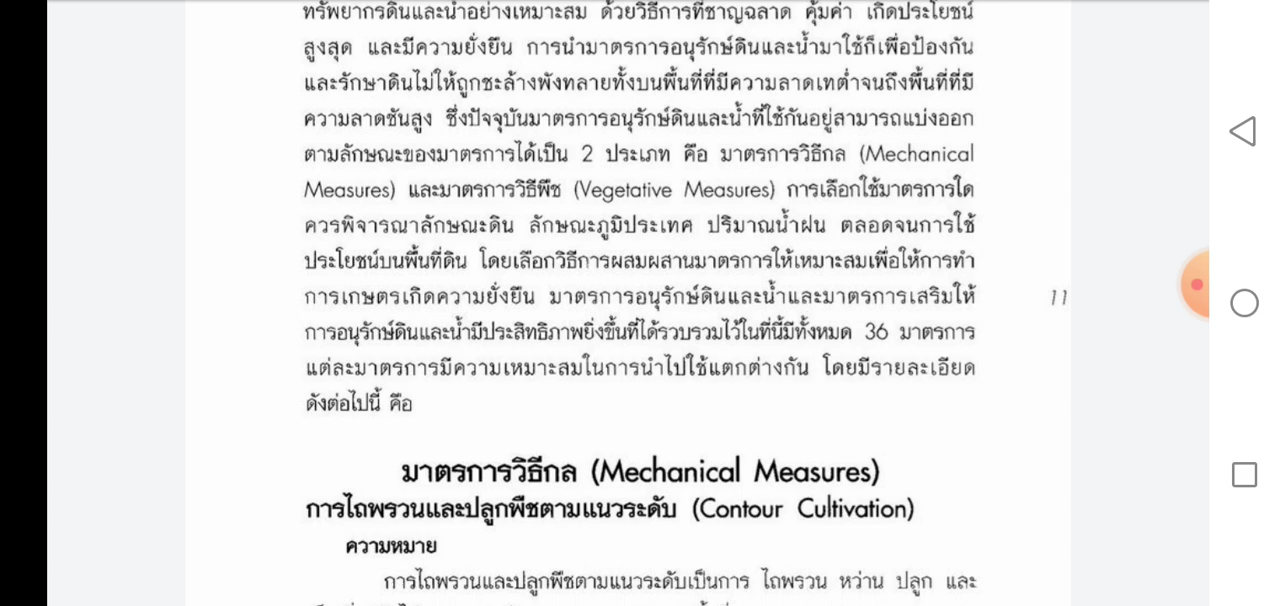 ทรัพยากรดินและน้ำอย่างเหมาะสม ด้วยวิธีการที่ชาญฉลาด คุ้มค่า เกิดประโยชน์
สูงสุด และมีความยั่งยืน การนำมาตรการอนุรักษ์ดินและน้ำมาใช้ก็เพื่อป้องกัน
และรักษาดินไม่ให้ถูกชะล้างพังทลายทั้งบนพื้นที่ที่มีความลาดเทต่ำจนถึงพื้นที่ที่มี
ความลาดชันสูง ซึ่งปัจจุบันมาตรการอนุรักษ์ดินและน้ำที่ใช้กันอยู่สามารถแบ่งออก
ตามลักษณะของมาตรการได้เป็น 2 ประเภท คือ มาตรการวิธีกล (Mechanical
Measures) และมาตรการวิธีพืช (Vegetative Measures) การเลือกใช้มาตรการใด
ควรพิจารณาลักษณะดิน ลักษณะภูมิประเทศ ปริมาณน้ำฝน ตลอดจนการใช้
ประโยชน์บนพื้นที่ดิน โดยเลือกวิธีการผสมผสานมาตรการให้เหมาะสมเพื่อให้การทำ
การเกษตรเกิดความยั่งยืน มาตรการอนุรักษ์ดินและน้ำและมาตรการเสริมให้
11
การอนุรักษ์ดินและน้ำมีประสิทธิภาพยิ่งขึ้นที่ได้รวบรวมไว้ในที่นี้มีทั้งหมด 36 มาตรการ
แต่ละมาตรการมีความเหมาะสมในการนำไปใช้แตกต่างกัน โดยมีรายละเอียด
ดังต่อไปนี้ คือ
มาตรการวิธีกล (Mechanical Measures)
การไถพรวนและปลูกพืชตามแนวระดับ (Contour Cultivation)
ความหมาย
การไถพรวนและปลูกพืชตามแนวระดับเป็นการ ไถพรวน หว่าน ปลูก และ